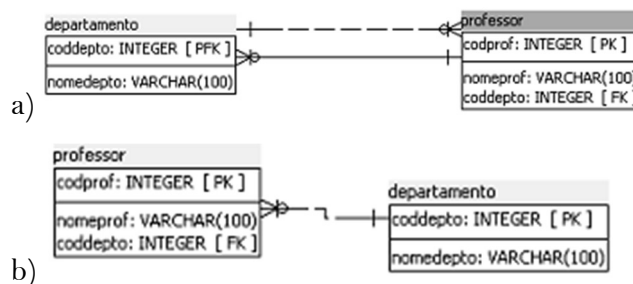 departamento
coddepto: INTEGER [ PFK ]
nomedepto: VARCHAR(100)
professor
codprof: INTEGER [ PK ]
nomeprof: VARCHAR(100)
coddepto: INTEGER [ FK ]
a)
professor
codprof: INTEGER [ PK ]
nomeprof: VARCHAR(100)
coddepto: INTEGER [ FK ]
departamento
coddepto: INTEGER [ PK ]
nomedepto: VARCHAR(100)
b)